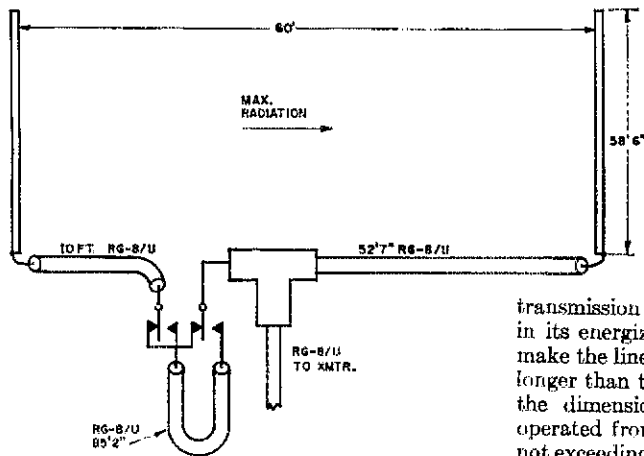 60'
MAX.
RADIATION
58'6"
10 FT. RG-8/U
52'7" RG-8/U
RG-8/U
TO XMTR.
RG-8/U
85'2"
transmission
in its energiz
make the line
longer than t
the dimensio
operated from
not exceeding